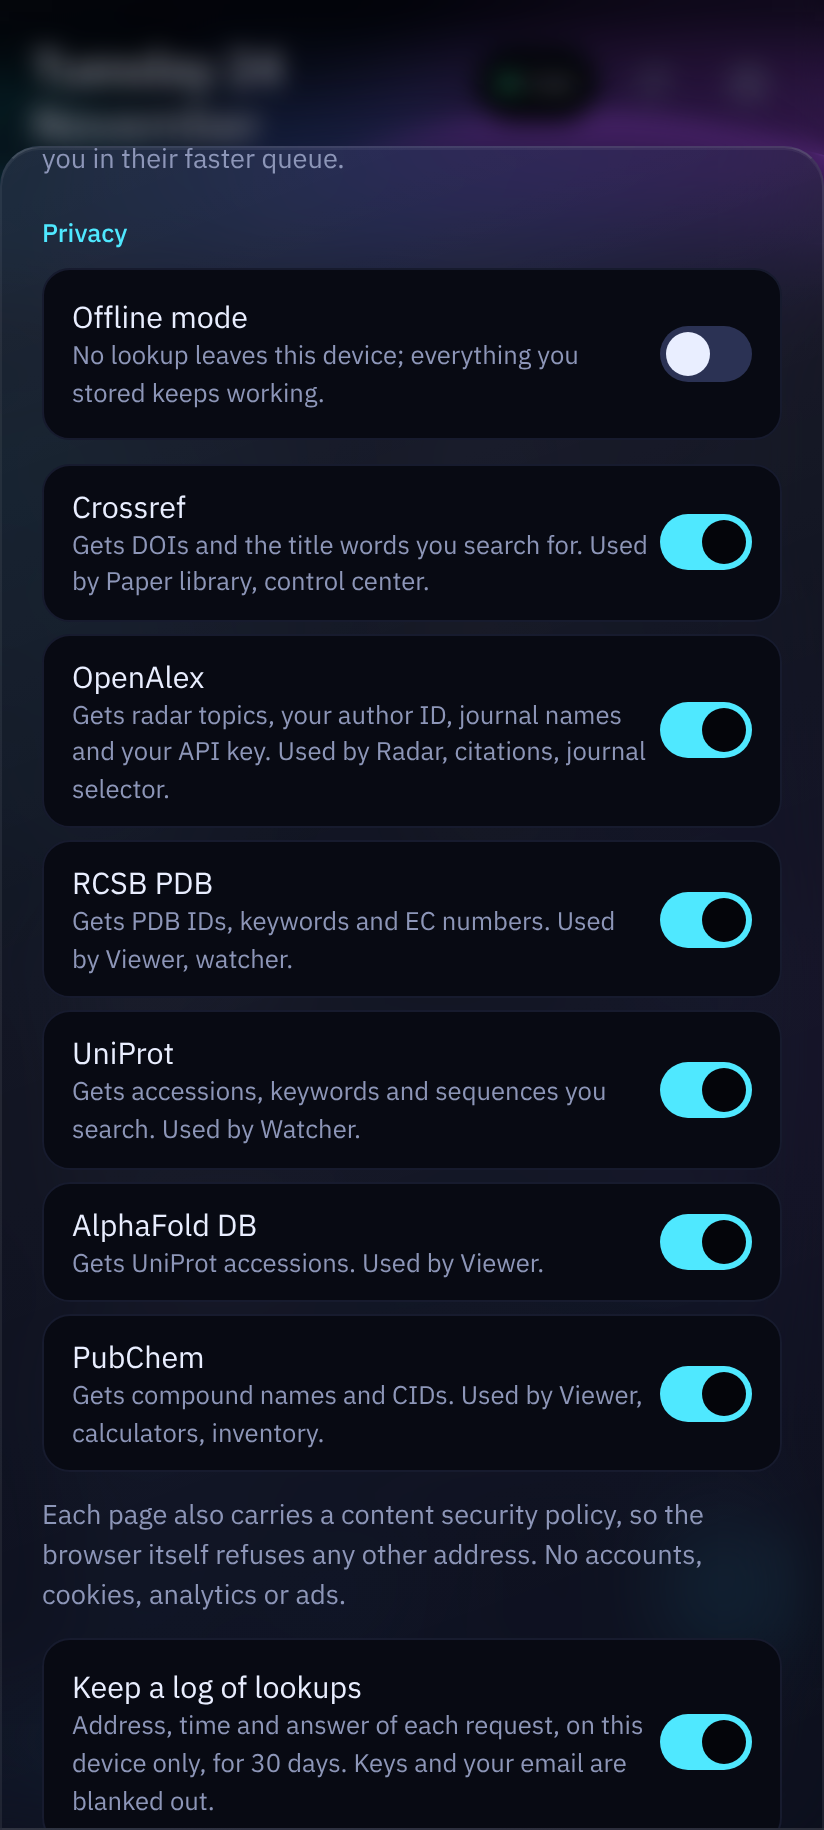 Tuesday 24
November
you in their faster queue.
Privacy
Offline mode
No lookup leaves this device; everything you
stored keeps working.
Crossref
Gets DOIs and the title words you search for. Used
by Paper library, control center.
OpenAlex
Gets radar topics, your author ID, journal names
and your API key. Used by Radar, citations, journal
selector.
RCSB PDB
Gets PDB IDs, keywords and EC numbers. Used
by Viewer, watcher.
UniProt
Gets accessions, keywords and sequences you
search. Used by Watcher.
AlphaFold DB
Gets UniProt accessions. Used by Viewer.
PubChem
Gets compound names and CIDs. Used by Viewer,
calculators, inventory.
Each page also carries a content security policy, so the
browser itself refuses any other address. No accounts,
cookies, analytics or ads.
Keep a log of lookups
Address, time and answer of each request, on this
device only, for 30 days. Keys and your email are
blanked out.